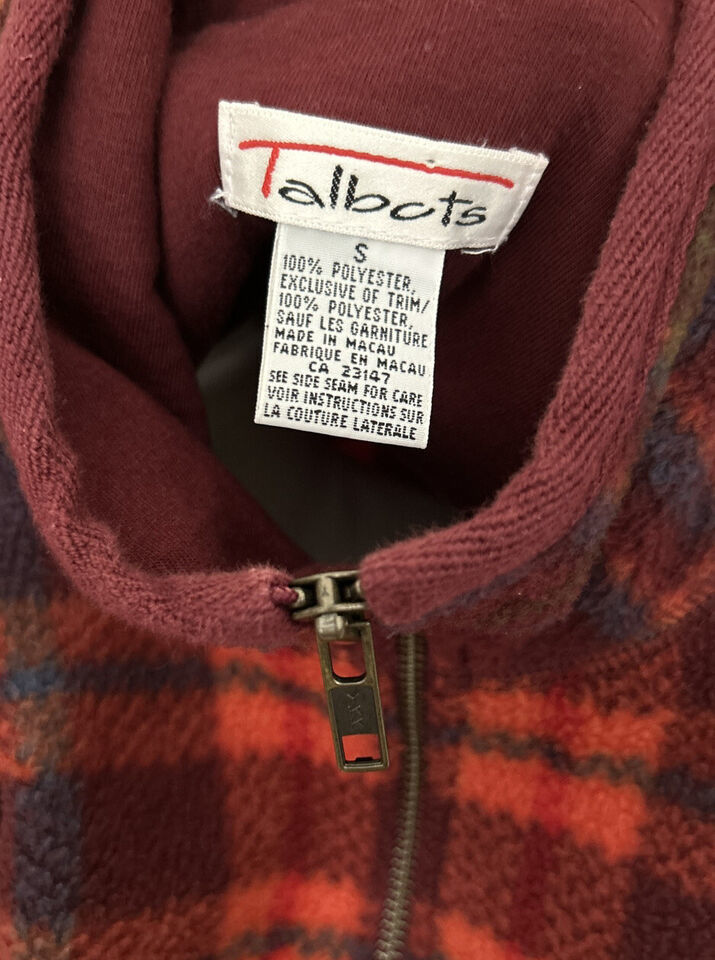 Talbots
S
100% POLYESTER,
EXCLUSIVE OF TRIM/
100% POLYESTER,
SAUF LES GARNITURE
MADE IN MACAU
FABRIQUE EN MACAU
CA 23147
SEE SIDE SEAM FOR CARE
VOIR INSTRUCTIONS SUR
LA COUTURE LATERALE